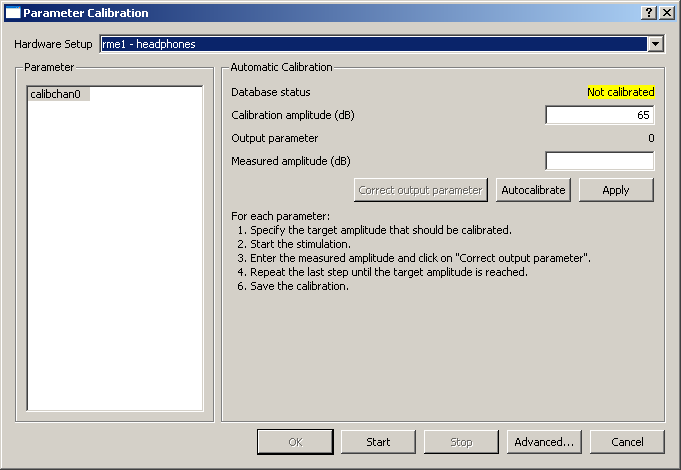 Parameter Calibration
Hardware Setup rme1 - headphones
Parameter
calibchan0
Automatic Calibration
Database status Not calibrated
Calibration amplitude (dB) 65
Output parameter 0
Measured amplitude (dB)
Correct output parameter Autocalibrate Apply
For each parameter:
1. Specify the target amplitude that should be calibrated.
2. Start the stimulation.
3. Enter the measured amplitude and click on "Correct output parameter".
4. Repeat the last step until the target amplitude is reached.
6. Save the calibration.
OK Start Stop Advanced... Cancel